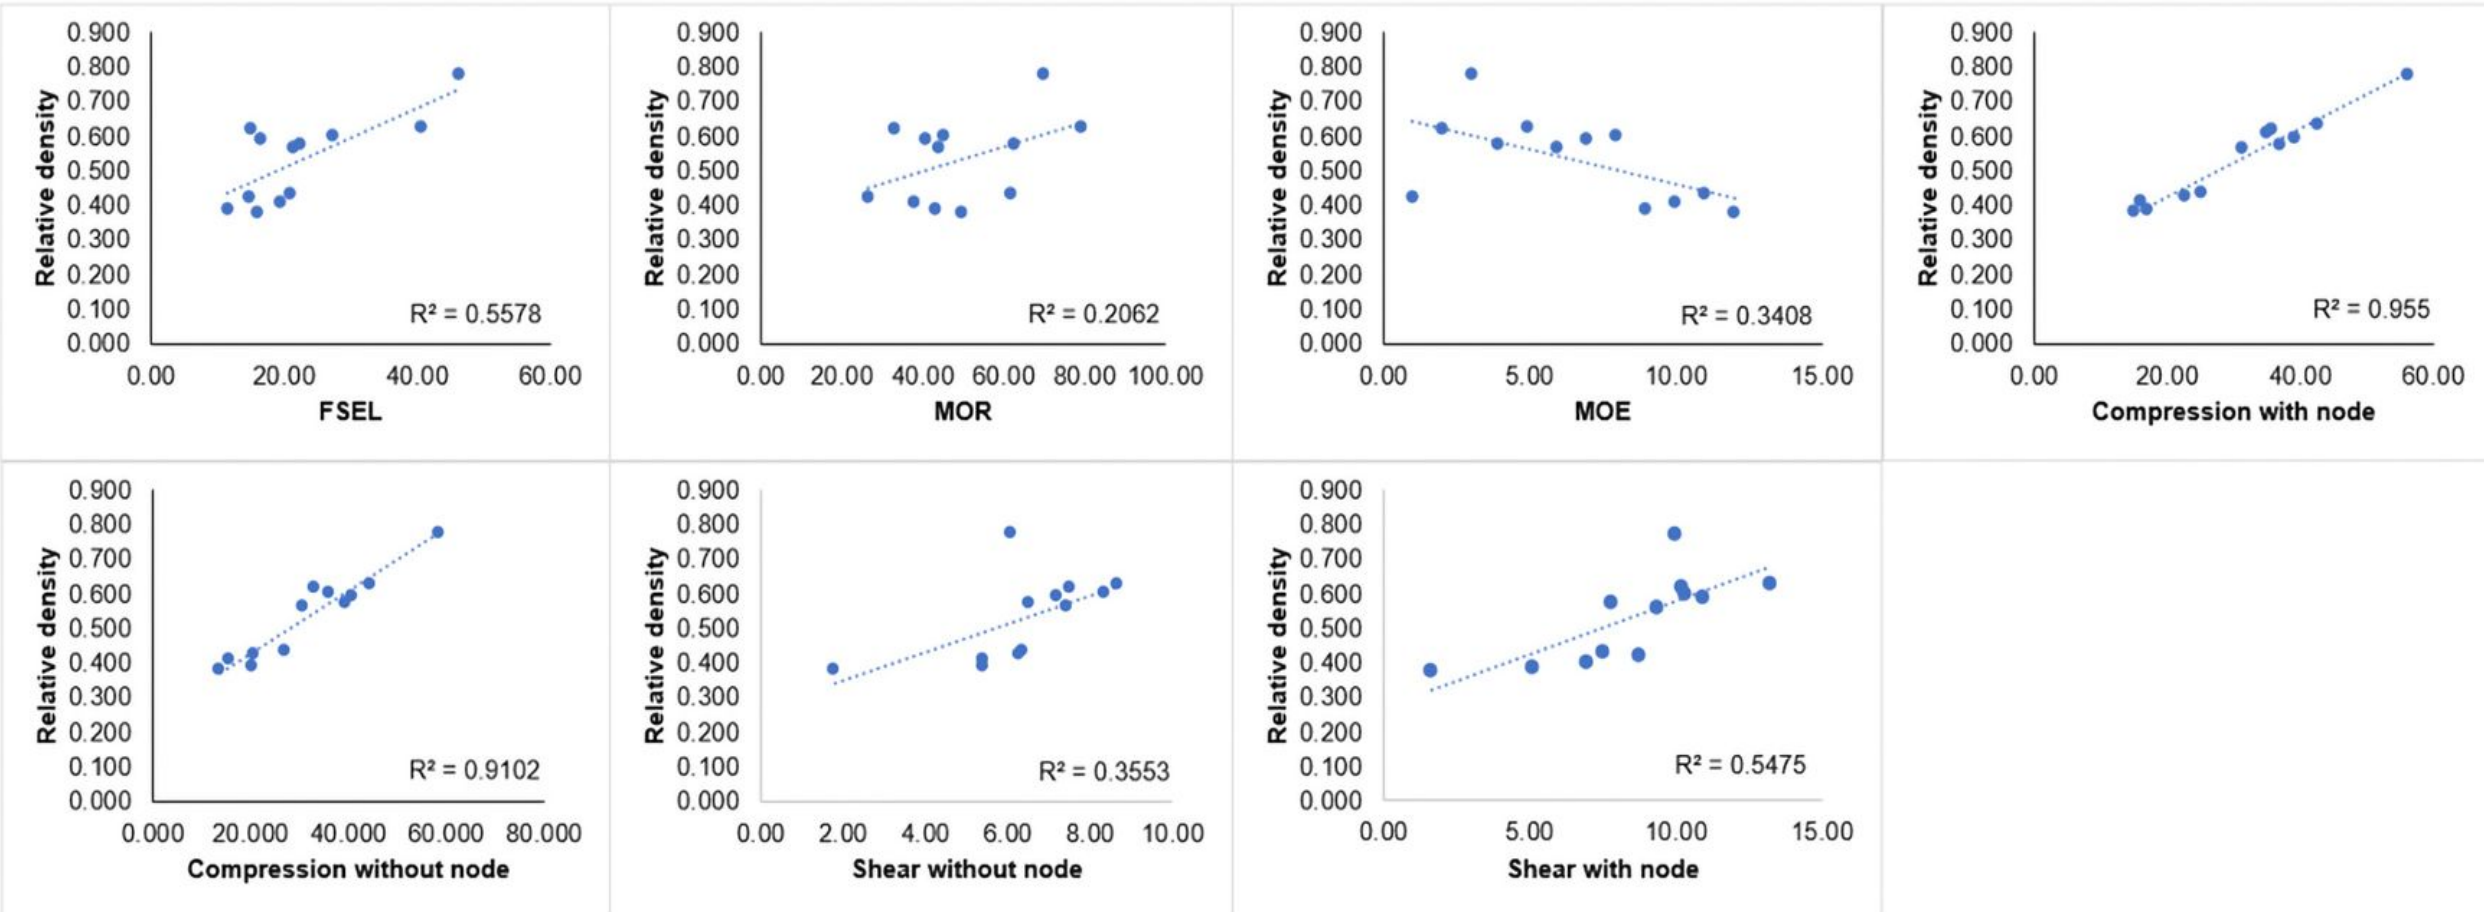 Relative density
0.900
0.800
0.700
0.600
0.500
0.400
0.300
0.200
0.100
0.000
R² = 0.5578
0.00 20.00 40.00 60.00
FSEL
Relative density
0.900
0.800
0.700
0.600
0.500
0.400
0.300
0.200
0.100
0.000
R² = 0.2062
0.00 20.00 40.00 60.00 80.00 100.00
MOR
Relative density
0.900
0.800
0.700
0.600
0.500
0.400
0.300
0.200
0.100
0.000
R² = 0.3408
0.00 5.00 10.00 15.00
MOE
Relative density
0.900
0.800
0.700
0.600
0.500
0.400
0.300
0.200
0.100
0.000
R² = 0.955
0.00 20.00 40.00 60.00
Compression with node
Relative density
0.900
0.800
0.700
0.600
0.500
0.400
0.300
0.200
0.100
0.000
R² = 0.9102
0.000 20.000 40.000 60.000 80.000
Compression without node
Relative density
0.900
0.800
0.700
0.600
0.500
0.400
0.300
0.200
0.100
0.000
R² = 0.3553
0.00 2.00 4.00 6.00 8.00 10.00
Shear without node
Relative density
0.900
0.800
0.700
0.600
0.500
0.400
0.300
0.200
0.100
0.000
R² = 0.5475
0.00 5.00 10.00 15.00
Shear with node